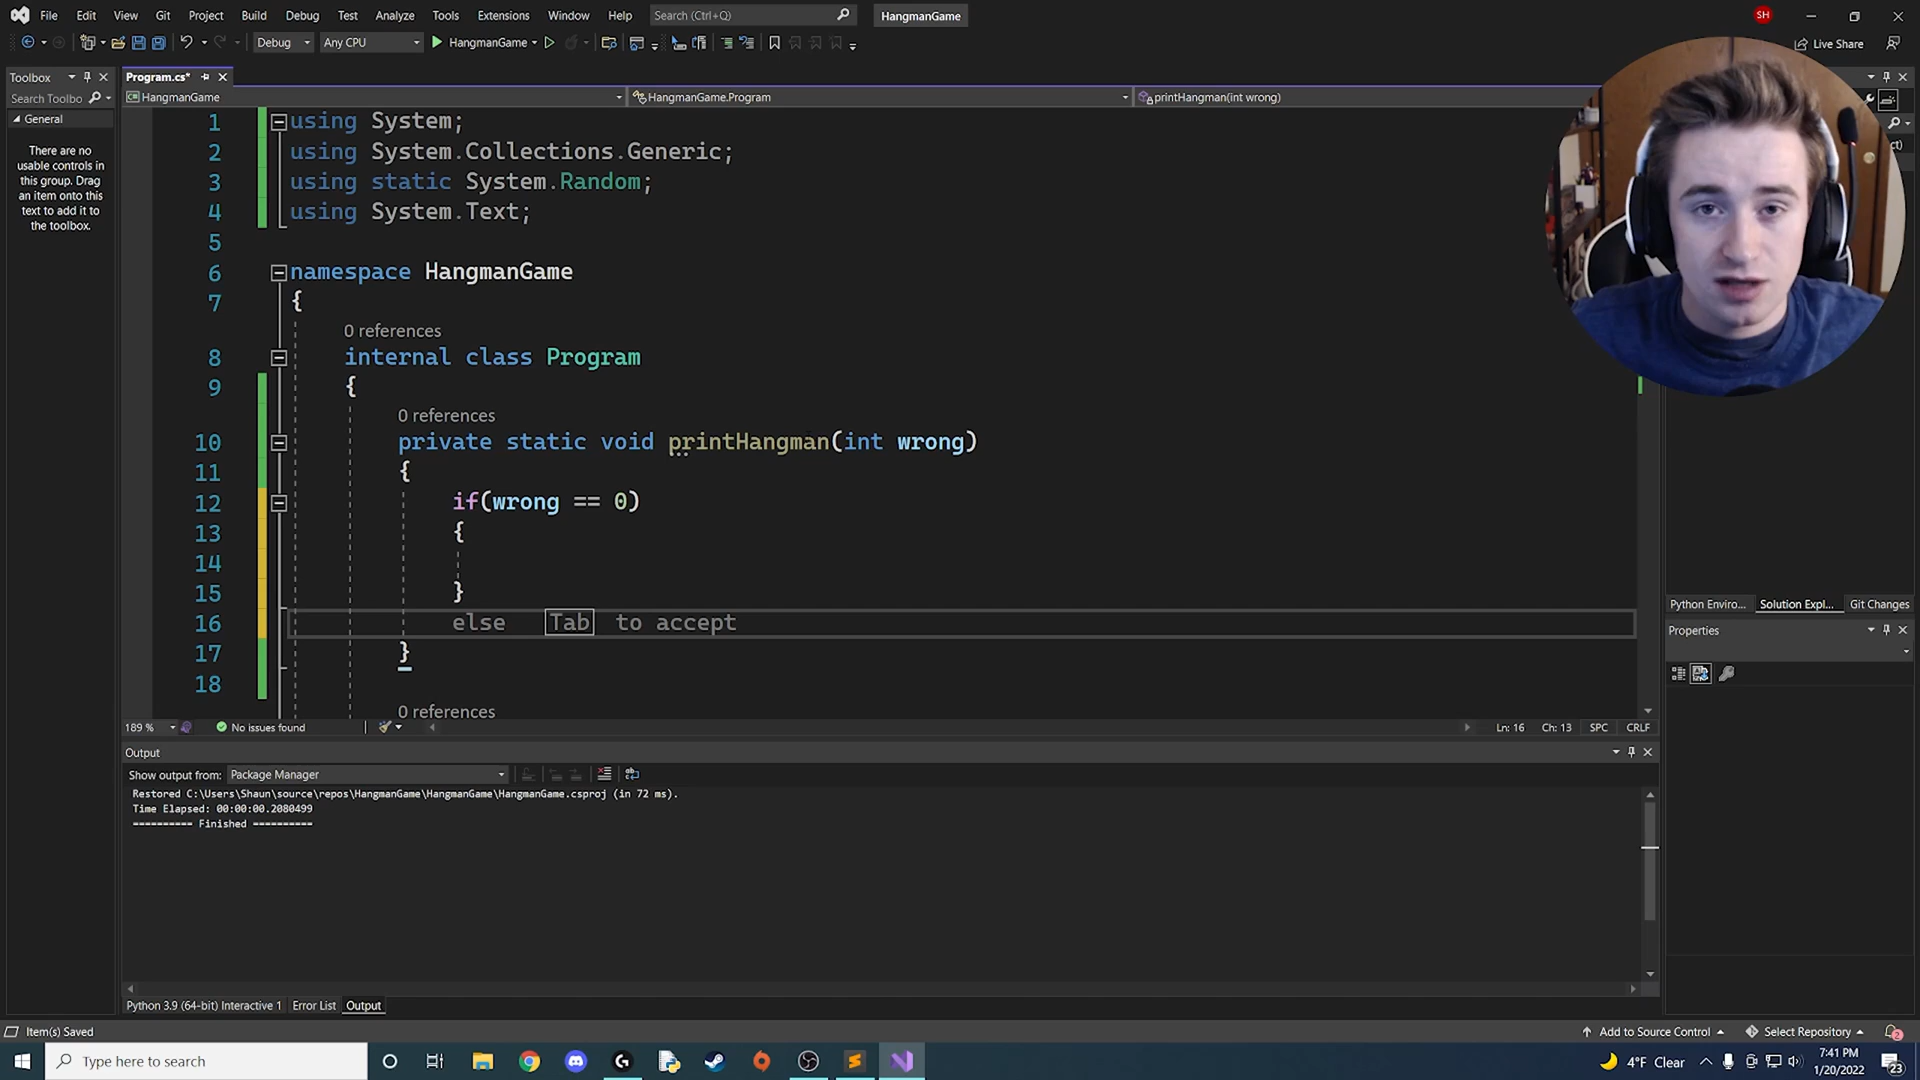 File Edit View Git Project Build Debug Test Analyze Tools Extensions Window Help Search (Ctrl+Q) HangmanGame SH
Debug Any CPU HangmanGame Live Share
Toolbox Program.cs*
Search Toolbo HangmanGame HangmanGame.Program printHangman(int wrong)
General
There are no
usable controls in
this group. Drag
an item onto this
text to add it to
the toolbox.
1 using System;
2 using System.Collections.Generic;
3 using static System.Random;
4 using System.Text;
5
6 namespace HangmanGame
7 {
0 references
8 internal class Program
9 {
0 references
10 private static void printHangman(int wrong)
11 {
12 if(wrong == 0)
13 {
14
15 }
16 else Tab to accept
17 }
18
0 references
189 % No issues found Ln: 16 Ch: 13 SPC CRLF
Python Enviro... Solution Expl... Git Changes
Properties
Output
Show output from: Package Manager
Restored C:\Users\Shaun\source\repos\HangmanGame\HangmanGame\HangmanGame.csproj (in 72 ms).
Time Elapsed: 00:00:00.2080499
========== Finished ==========
Python 3.9 (64-bit) Interactive 1 Error List Output
Item(s) Saved Add to Source Control Select Repository 2
Type here to search 4°F Clear 7:41 PM
1/20/2022 23